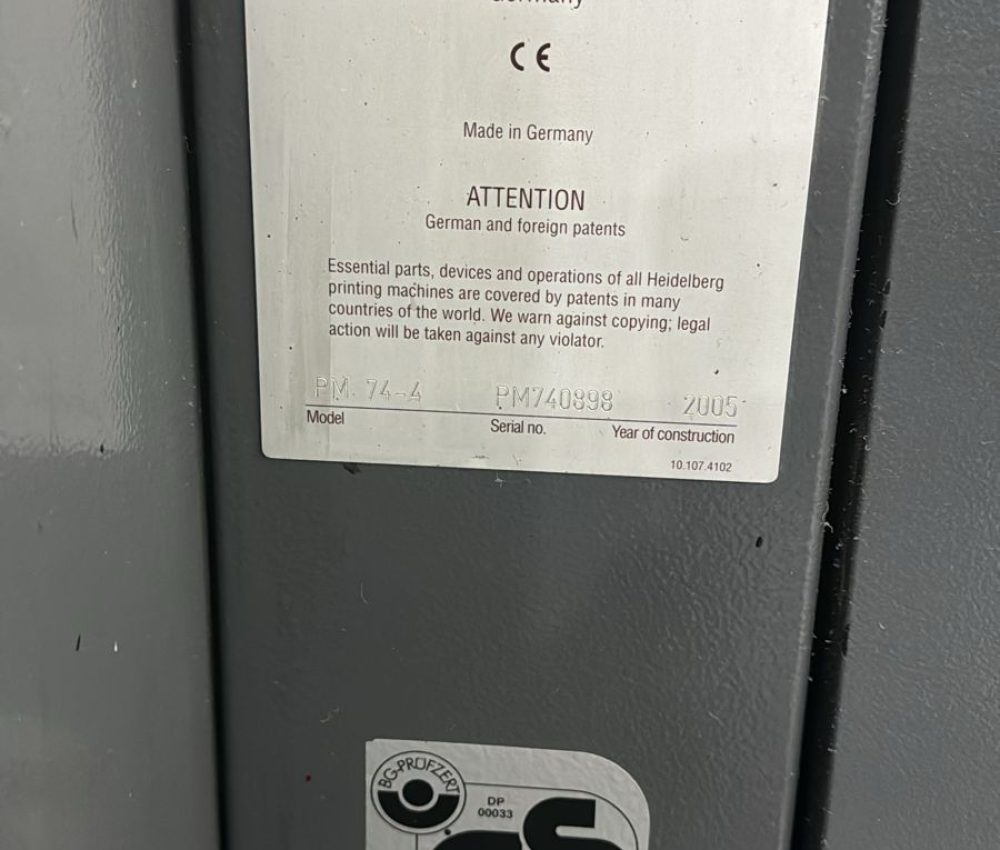 Germany
CE
Made in Germany
ATTENTION
German and foreign patents
Essential parts, devices and operations of all Heidelberg
printing machines are covered by patents in many
countries of the world. We warn against copying; legal
action will be taken against any violator.
PM. 74-4 PM740898 2005
Model Serial no. Year of construction
10.107.4102
BG-PRÜFZERT
DP
00033